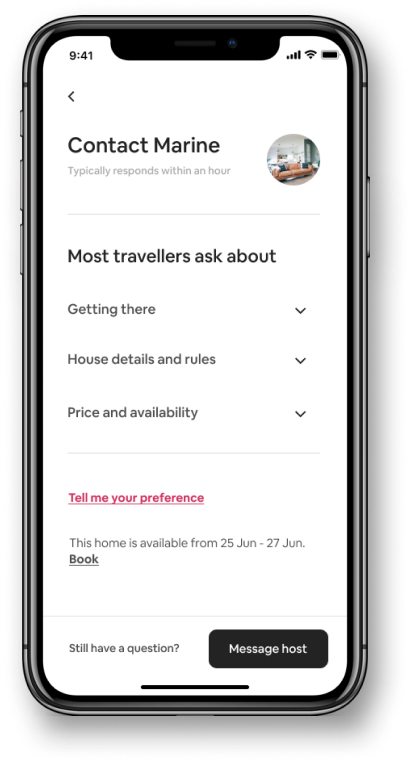 9:41
Contact Marine
Typically responds within an hour
Most travellers ask about
Getting there
House details and rules
Price and availability
Tell me your preference
This home is available from 25 Jun - 27 Jun.
Book
Still have a question?
Message host